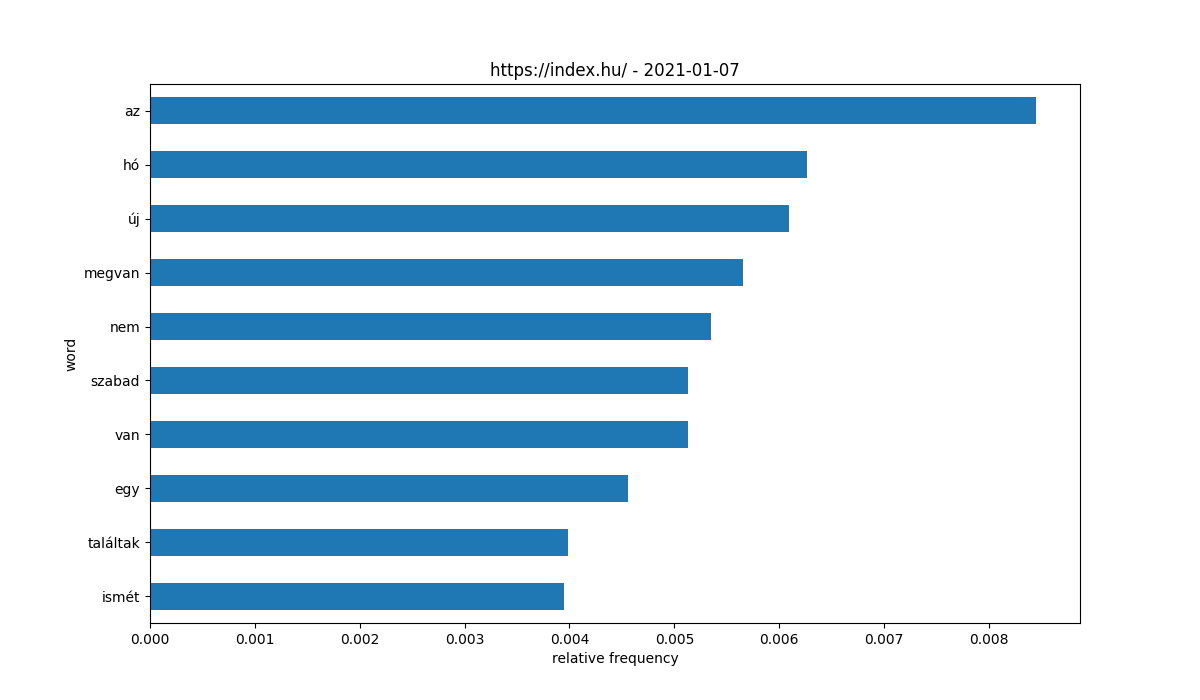 https://index.hu/ - 2021-01-07
az
hó
új
megvan
nem
szabad
van
egy
találtak
ismét
word
0.000 0.001 0.002 0.003 0.004 0.005 0.006 0.007 0.008
relative frequency